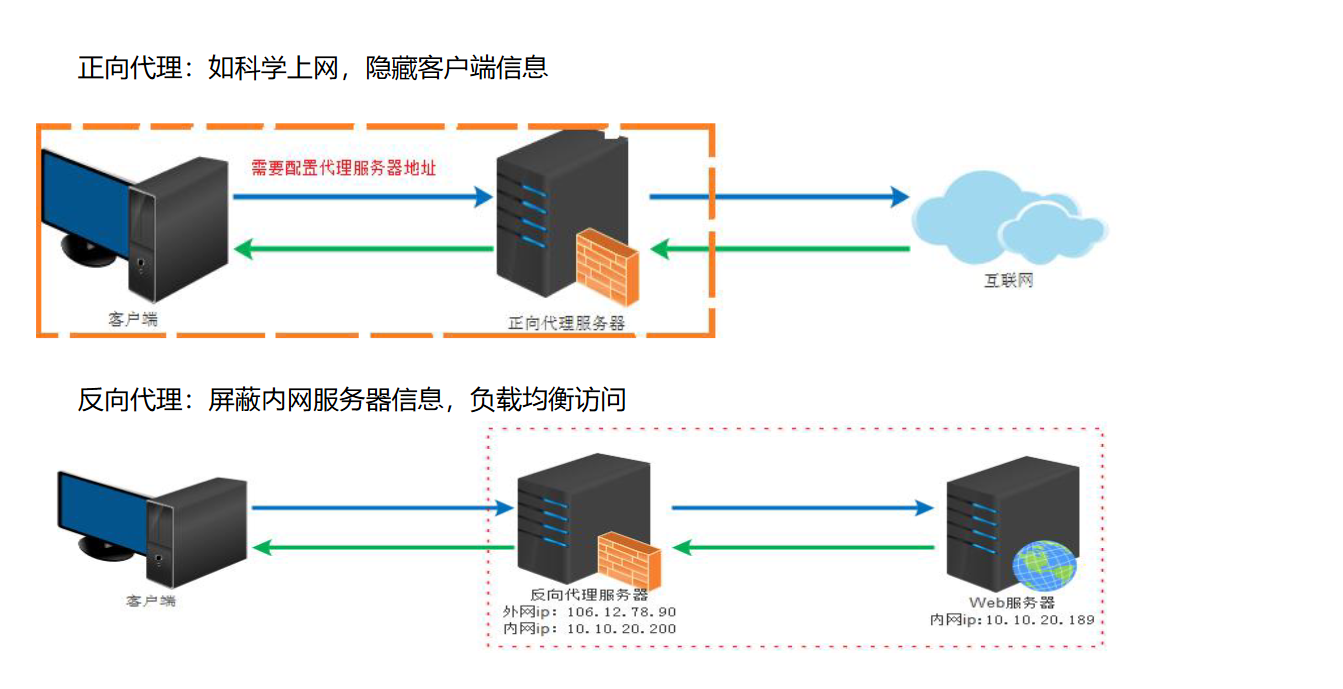 正向代理：如科学上网，隐藏客户端信息
需要配置代理服务器地址
客户端
正向代理服务器
互联网
反向代理：屏蔽内网服务器信息，负载均衡访问
客户端
反向代理服务器
外网ip：106.12.78.90
内网ip：10.10.20.200
Web服务器
内网ip:10.10.20.189